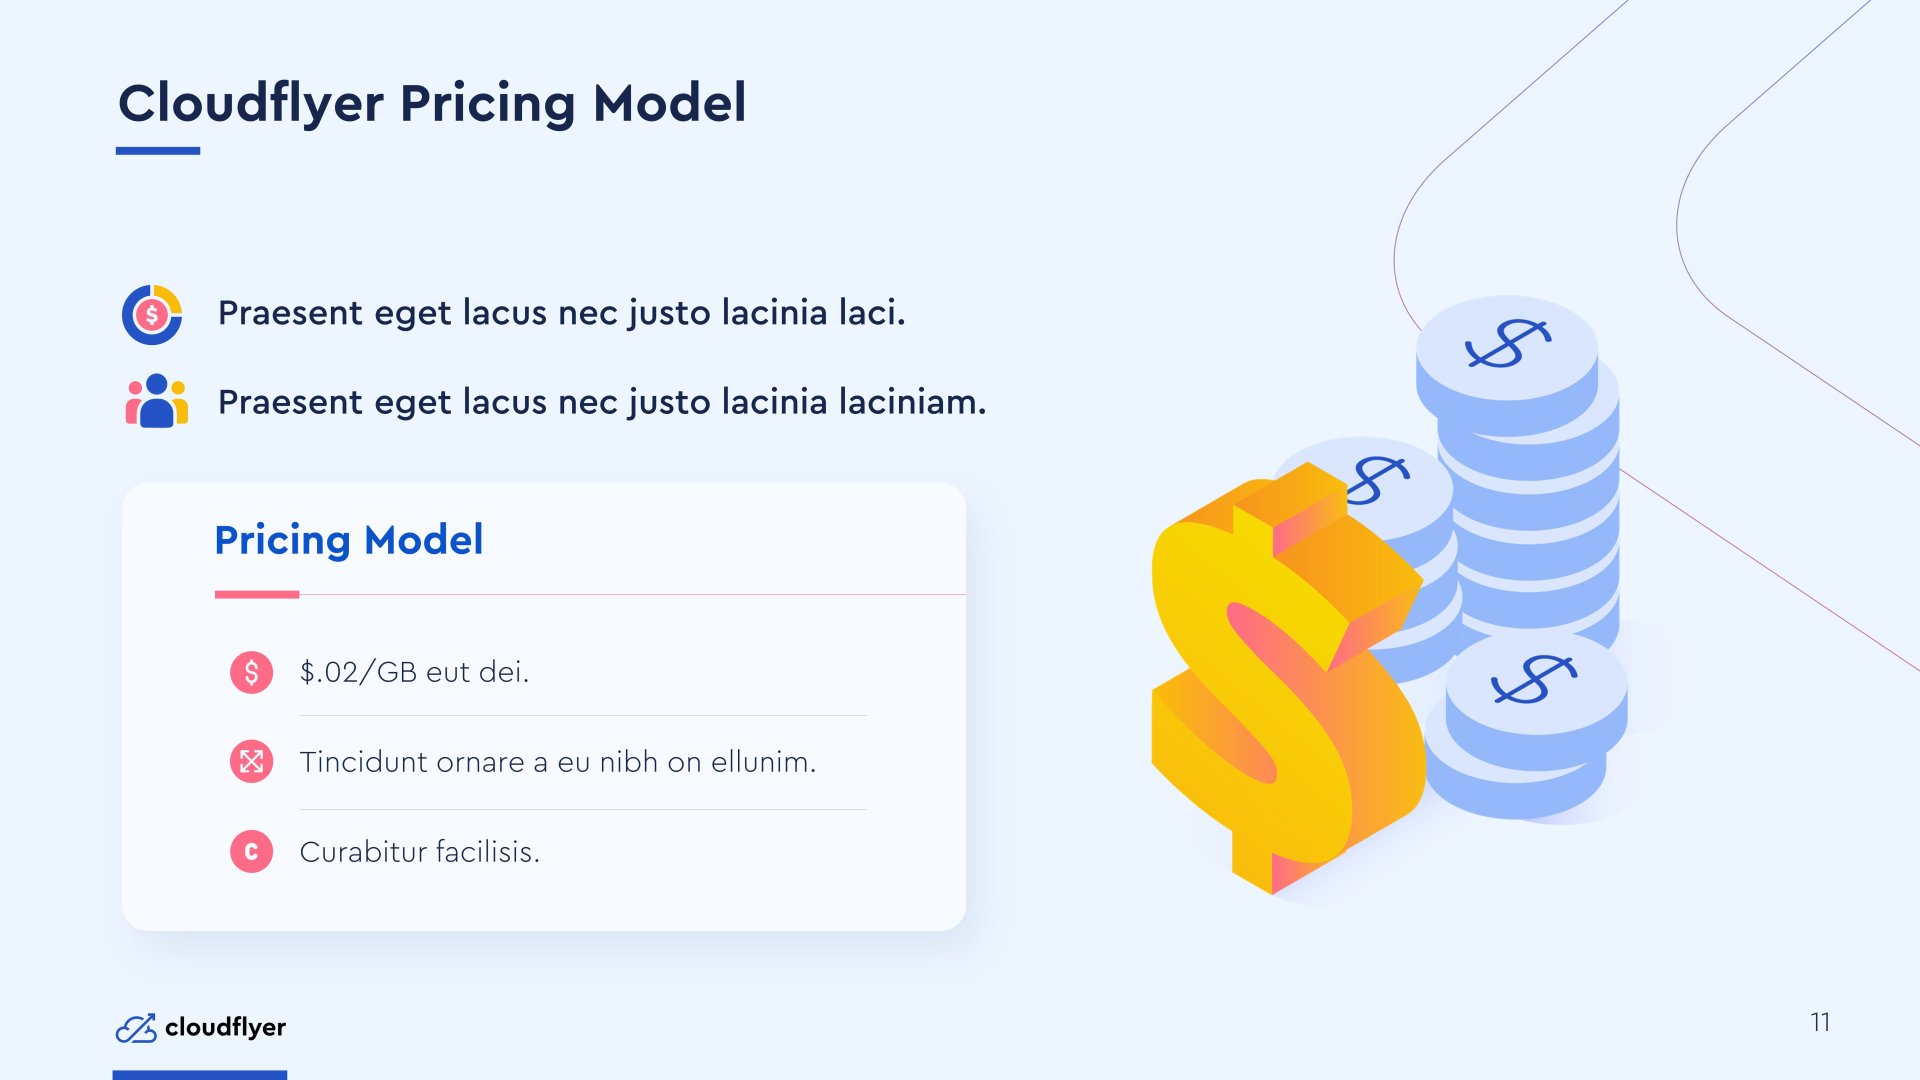 Cloudflyer Pricing Model
$
Praesent eget lacus nec justo lacinia laci.
Praesent eget lacus nec justo lacinia laciniam.
Pricing Model
$
$.02/GB eut dei.
Tincidunt ornare a eu nibh on ellunim.
C
Curabitur facilisis.
$
$
$
$
cloudflyer
11